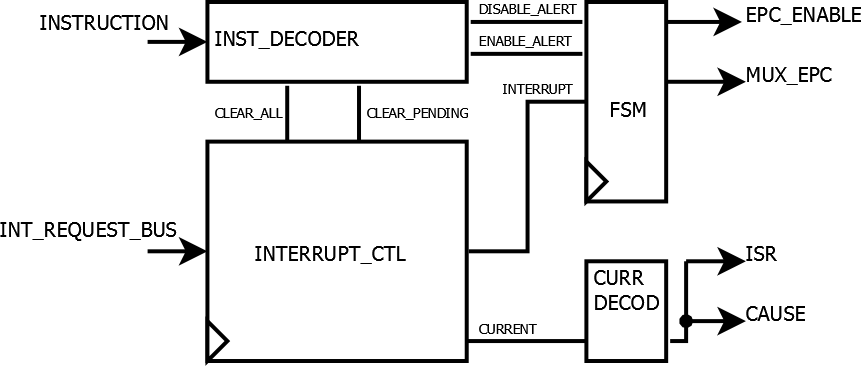 DISABLE_ALERT
EPC_ENABLE
INSTRUCTION
INST_DECODER
ENABLE_ALERT
MUX_EPC
INTERRUPT
FSM
CLEAR_ALL
CLEAR_PENDING
INT_REQUEST_BUS
INTERRUPT_CTL
ISR
CURR
DECOD
CAUSE
CURRENT